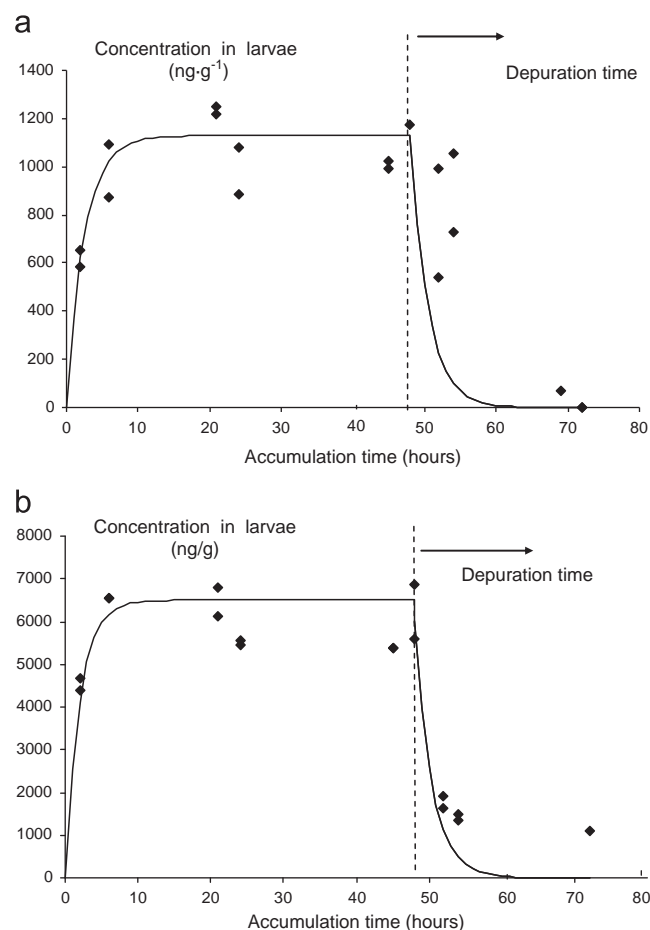 a
Concentration in larvae
(ng·g-1)
Depuration time
1400
1200
1000
800
600
400
200
0
0 10 20 30 40 50 60 70 80
Accumulation time (hours)
b
Concentration in larvae
(ng/g)
Depuration time
8000
7000
6000
5000
4000
3000
2000
1000
0
0 10 20 30 40 50 60 70 80
Accumulation time (hours)